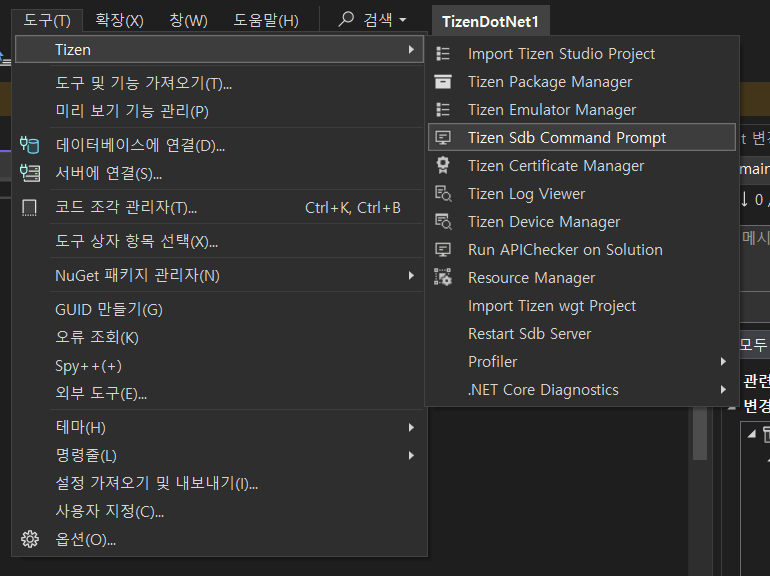 도구(T) 확장(X) 창(W) 도움말(H) 검색 TizenDotNet1
Tizen
도구 및 기능 가져오기(T)...
미리 보기 기능 관리(P)
데이터베이스에 연결(D)...
서버에 연결(S)...
코드 조각 관리자(T)... Ctrl+K, Ctrl+B
도구 상자 항목 선택(X)...
NuGet 패키지 관리자(N)
GUID 만들기(G)
오류 조회(K)
Spy++(+)
외부 도구(E)...
테마(H)
명령줄(L)
설정 가져오기 및 내보내기(I)...
사용자 지정(C)...
옵션(O)...
Import Tizen Studio Project
Tizen Package Manager
Tizen Emulator Manager
Tizen Sdb Command Prompt
Tizen Certificate Manager
Tizen Log Viewer
Tizen Device Manager
Run APIChecker on Solution
Resource Manager
Import Tizen wgt Project
Restart Sdb Server
Profiler
.NET Core Diagnostics
main
0
모두